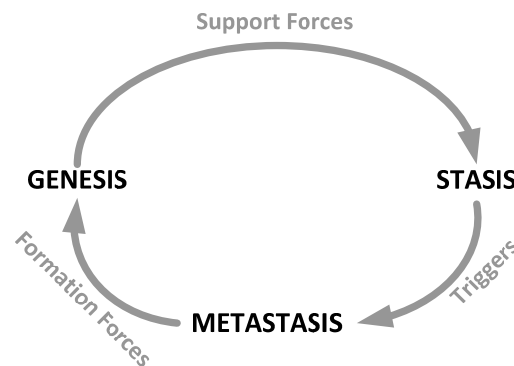 Support Forces
GENESIS
STASIS
Formation Forces
Triggers
METASTASIS